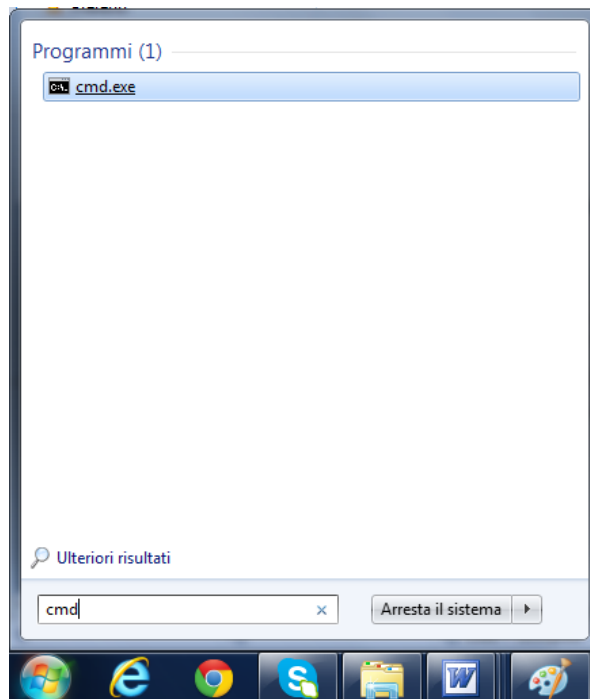 Programmi (1)
cmd.exe
Ulteriori risultati
cmd
Arresta il sistema